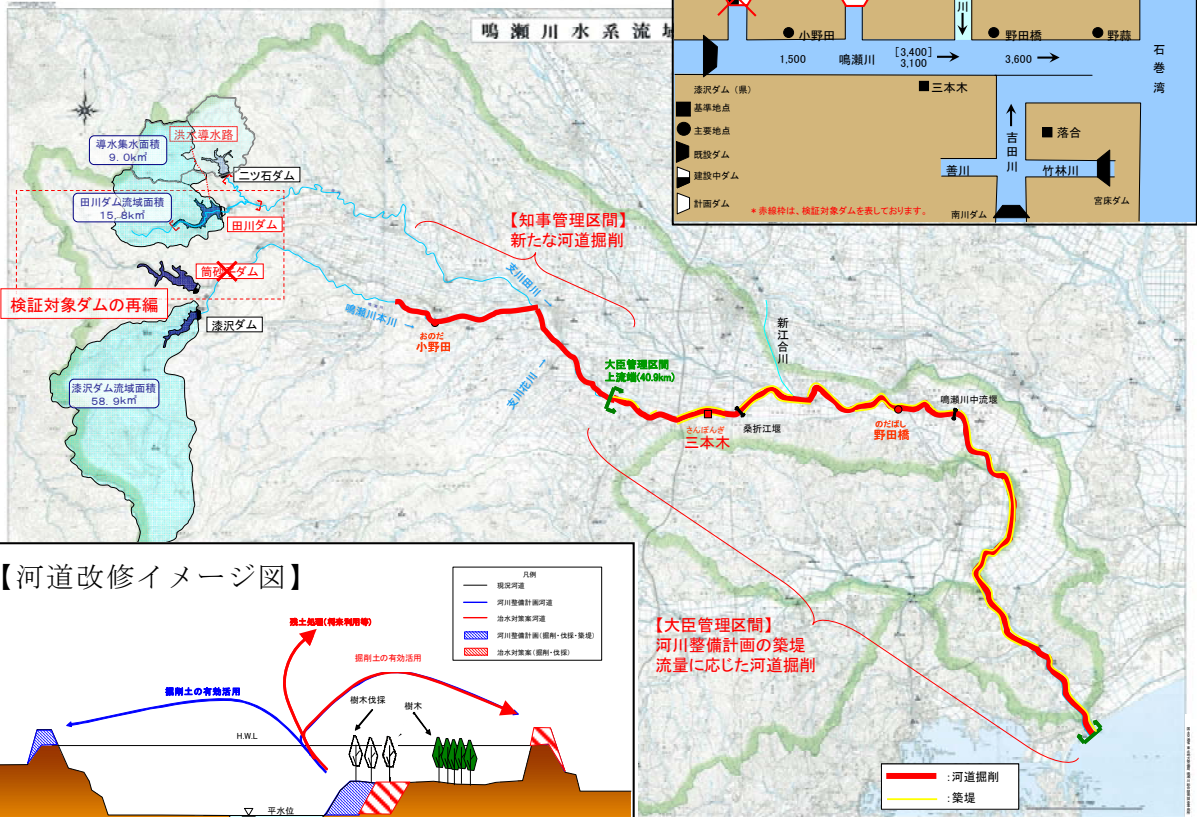 鳴瀬川水系流域
川
小野田
野田橋
野蒜
1,500
鳴瀬川
[3,400]
3,100
3,600
石巻湾
漆沢ダム（県）
三本木
基準地点
主要地点
既設ダム
建設中ダム
計画ダム
吉田川
落合
善川
竹林川
南川ダム
宮床ダム
＊赤線枠は、検証対象ダムを表しております。
導水集水面積
9．0km²
洪水導水路
二ツ石ダム
田川ダム流域面積
15．8km²
田川ダム
筒砂子ダム
検証対象ダムの再編
漆沢ダム
漆沢ダム流域面積
58．9km²
【知事管理区間】
新たな河道掘削
支川田川
鳴瀬川本川
おのだ
小野田
支川花川
大臣管理区間
上流端(40.9km)
新江合川
さんぼんぎ
三本木
桑折江堰
のだばし
野田橋
鳴瀬川中流堰
【大臣管理区間】
河川整備計画の築堤
流量に応じた河道掘削
：河道掘削
：築堤
【河道改修イメージ図】
凡例
現況河道
河川整備計画河道
治水対策案河道
河川整備計画(掘削・伐採・築堤)
治水対策案(掘削・伐採)
残土処理(将来利用等)
掘削土の有効活用
掘削土の有効活用
樹木伐採
樹木
H.W.L
平水位